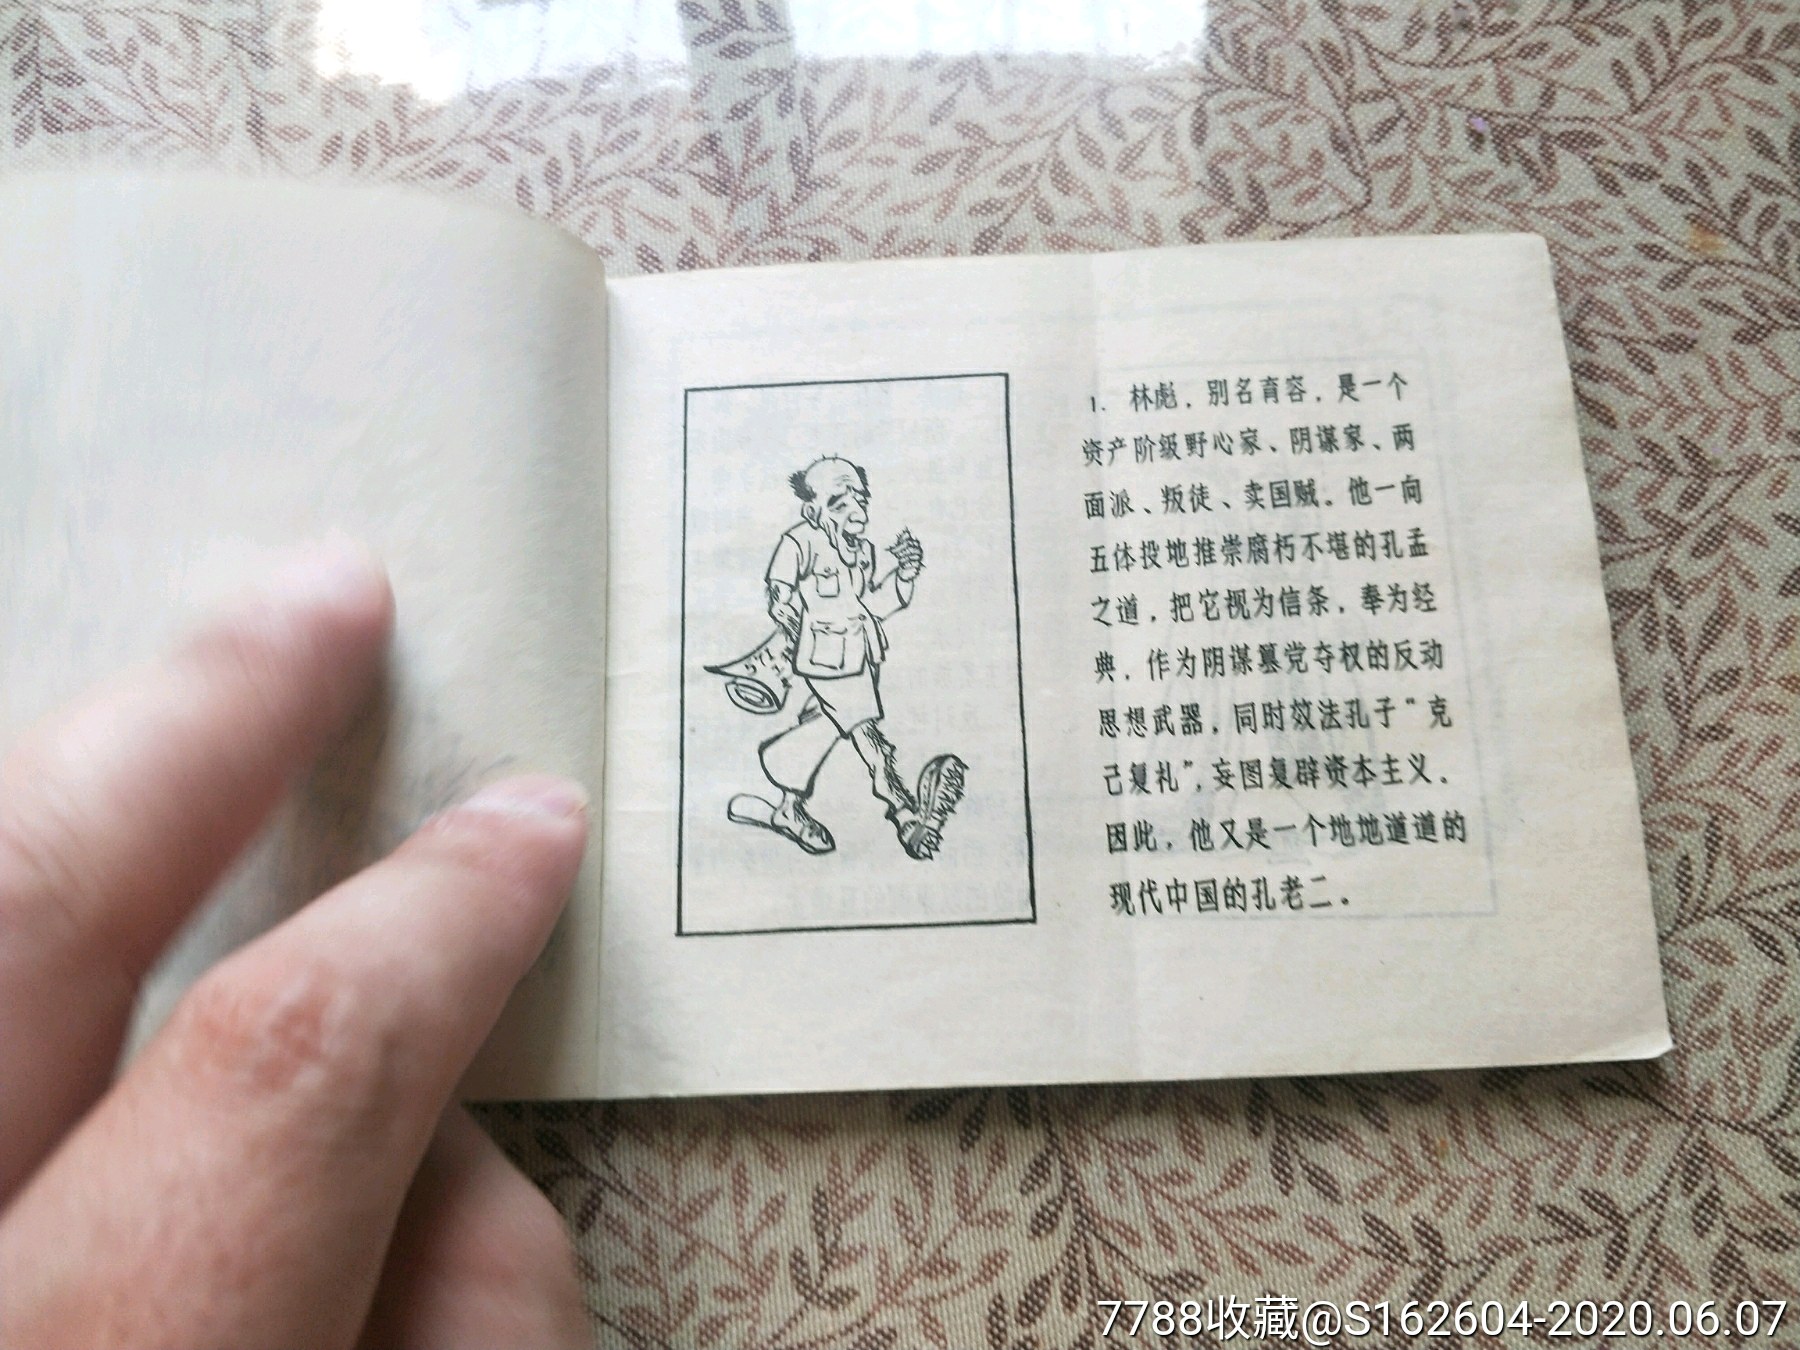 1. 林彪，别名育容，是一个
资产阶级野心家、阴谋家、两
面派、叛徒、卖国贼。他一向
五体投地推崇腐朽不堪的孔孟
之道，把它视为信条，奉为经
典，作为阴谋篡党夺权的反动
思想武器，同时效法孔子“克
己复礼”，妄图复辟资本主义。
因此，他又是一个地地道道的
现代中国的孔老二。
7788收藏@S162604-2020.06.07